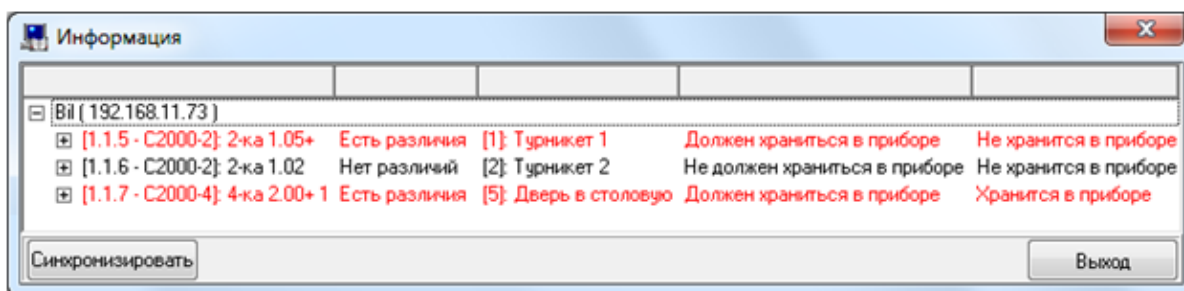 Информация
Bil ( 192.168.11.73 )
[1.1.5 - С2000-2]: 2-ка 1.05+ Есть различия [1]: Турникет 1 Должен храниться в приборе Не хранится в приборе
[1.1.6 - С2000-2]: 2-ка 1.02 Нет различий [2]: Турникет 2 Не должен храниться в приборе Не хранится в приборе
[1.1.7 - С2000-4]: 4-ка 2.00+ 1 Есть различия [5]: Дверь в столовую Должен храниться в приборе Хранится в приборе
Синхронизировать Выход